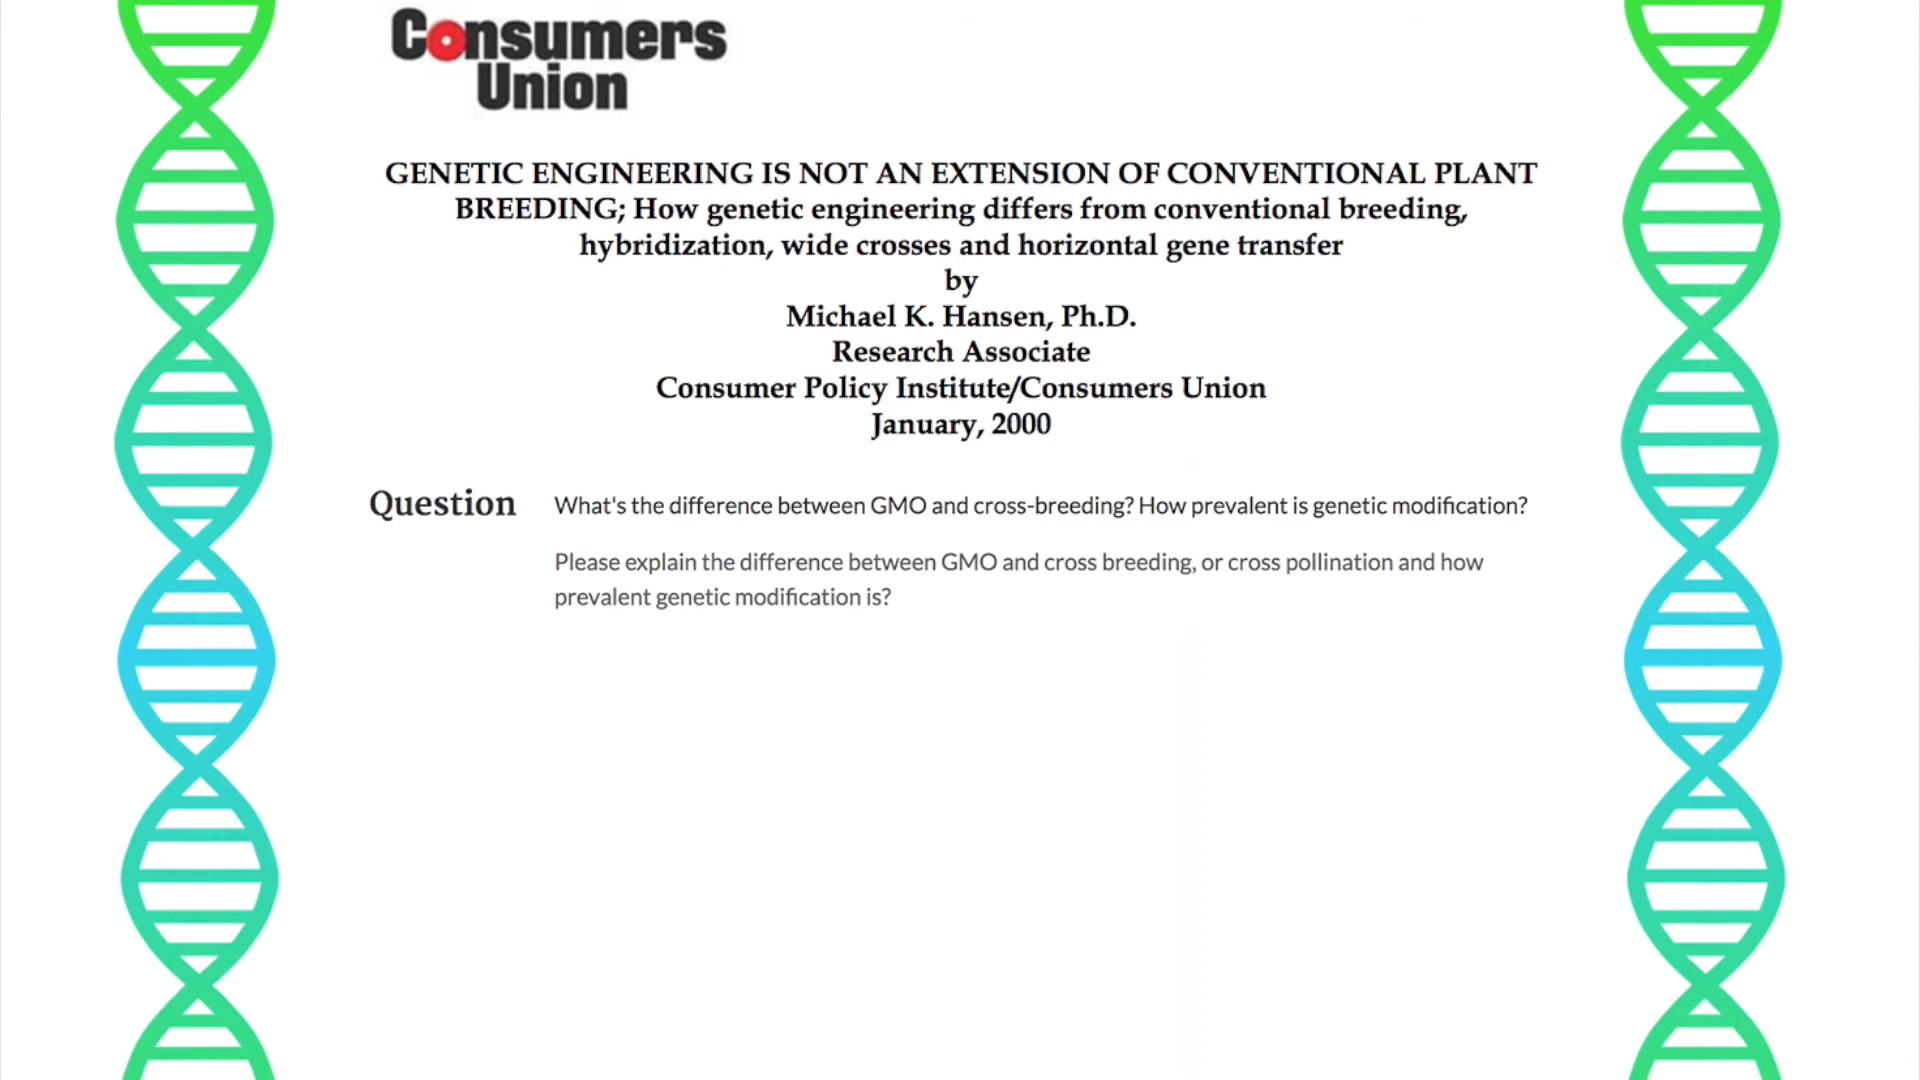 Consumers
Union
GENETIC ENGINEERING IS NOT AN EXTENSION OF CONVENTIONAL PLANT
BREEDING; How genetic engineering differs from conventional breeding,
hybridization, wide crosses and horizontal gene transfer
by
Michael K. Hansen, Ph.D.
Research Associate
Consumer Policy Institute/Consumers Union
January, 2000
Question What's the difference between GMO and cross-breeding? How prevalent is genetic modification?
Please explain the difference between GMO and cross breeding, or cross pollination and how
prevalent genetic modification is?